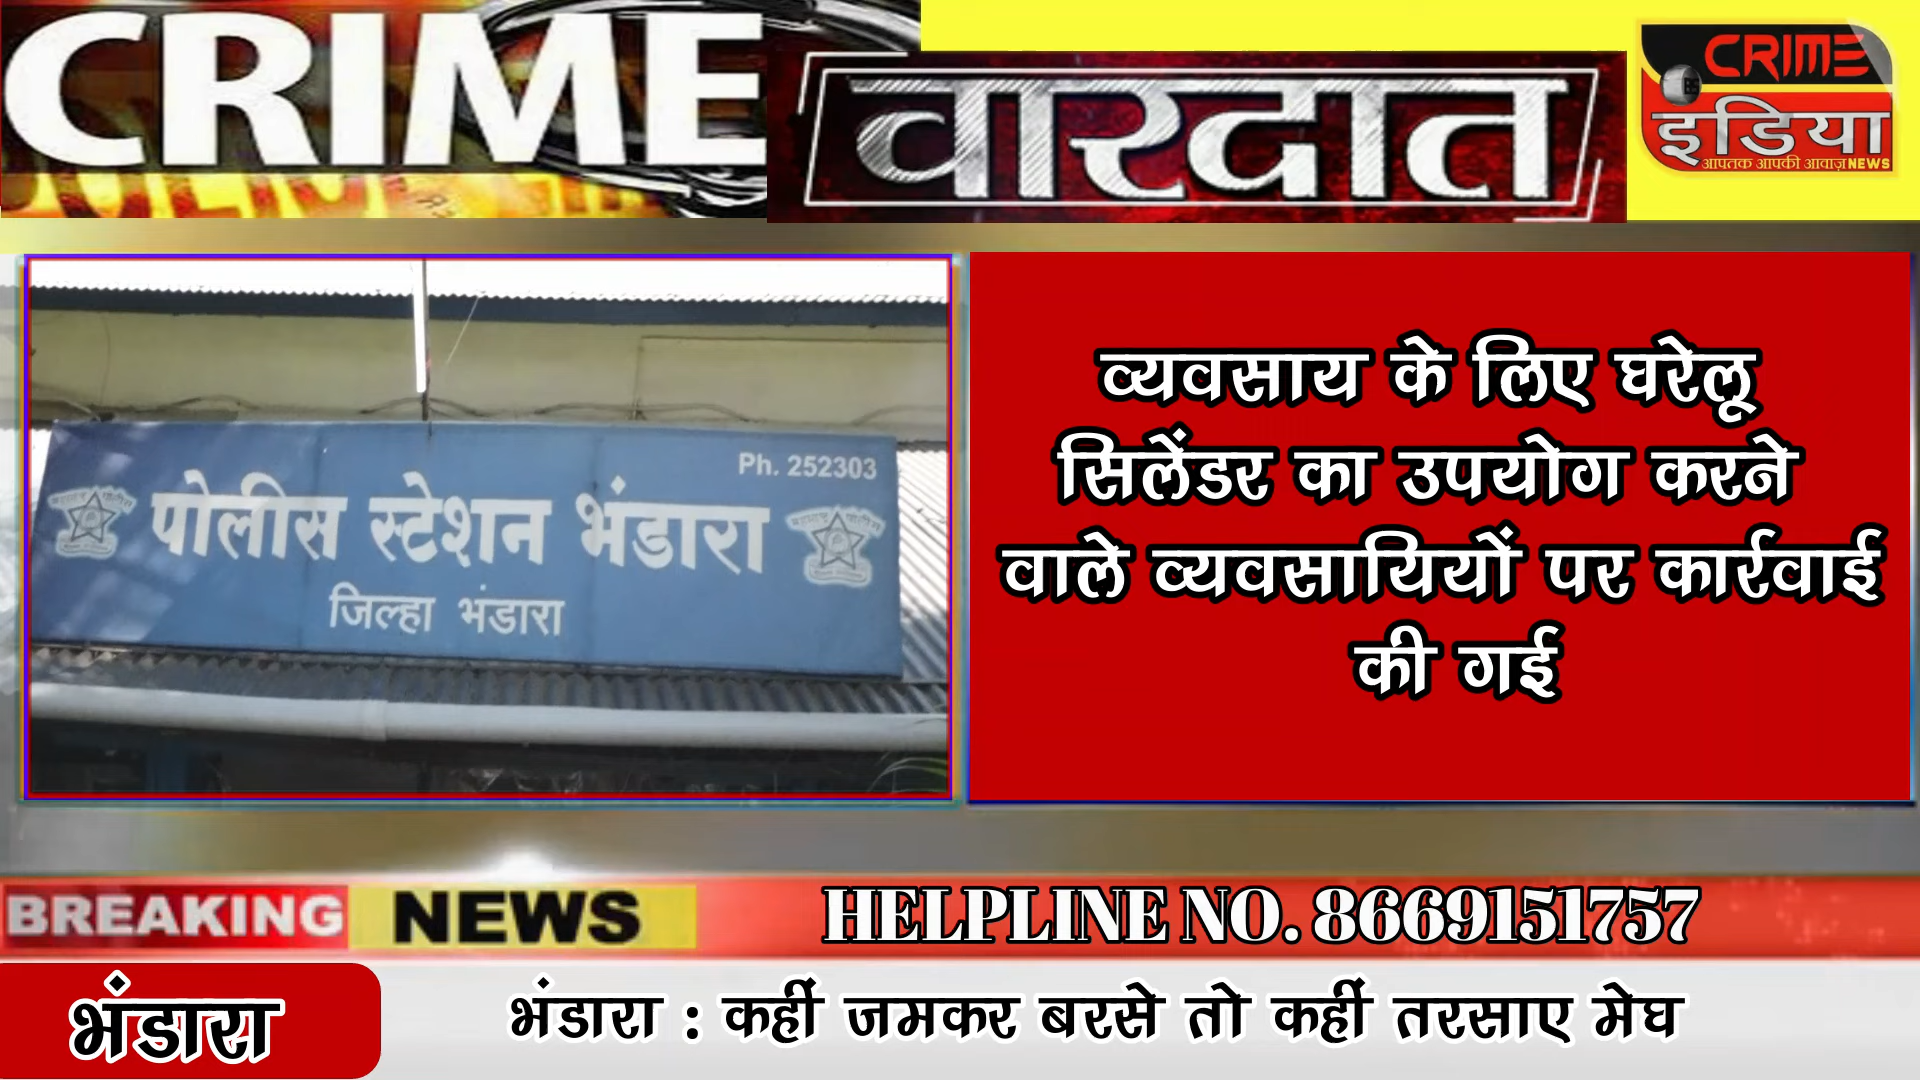 CRIME
वारदात
CRIME
इंडिया
आपतक आपकी आवाज़ NEWS
Ph. 252303
पोलीस स्टेशन भंडारा
जिल्हा भंडारा
व्यवसाय के लिए घरेलू
सिलेंडर का उपयोग करने
वाले व्यवसायियों पर कार्रवाई
की गई
BREAKING NEWS
HELPLINE NO. 8669151757
भंडारा
भंडारा : कहीं जमकर बरसे तो कहीं तरसाए मेघ